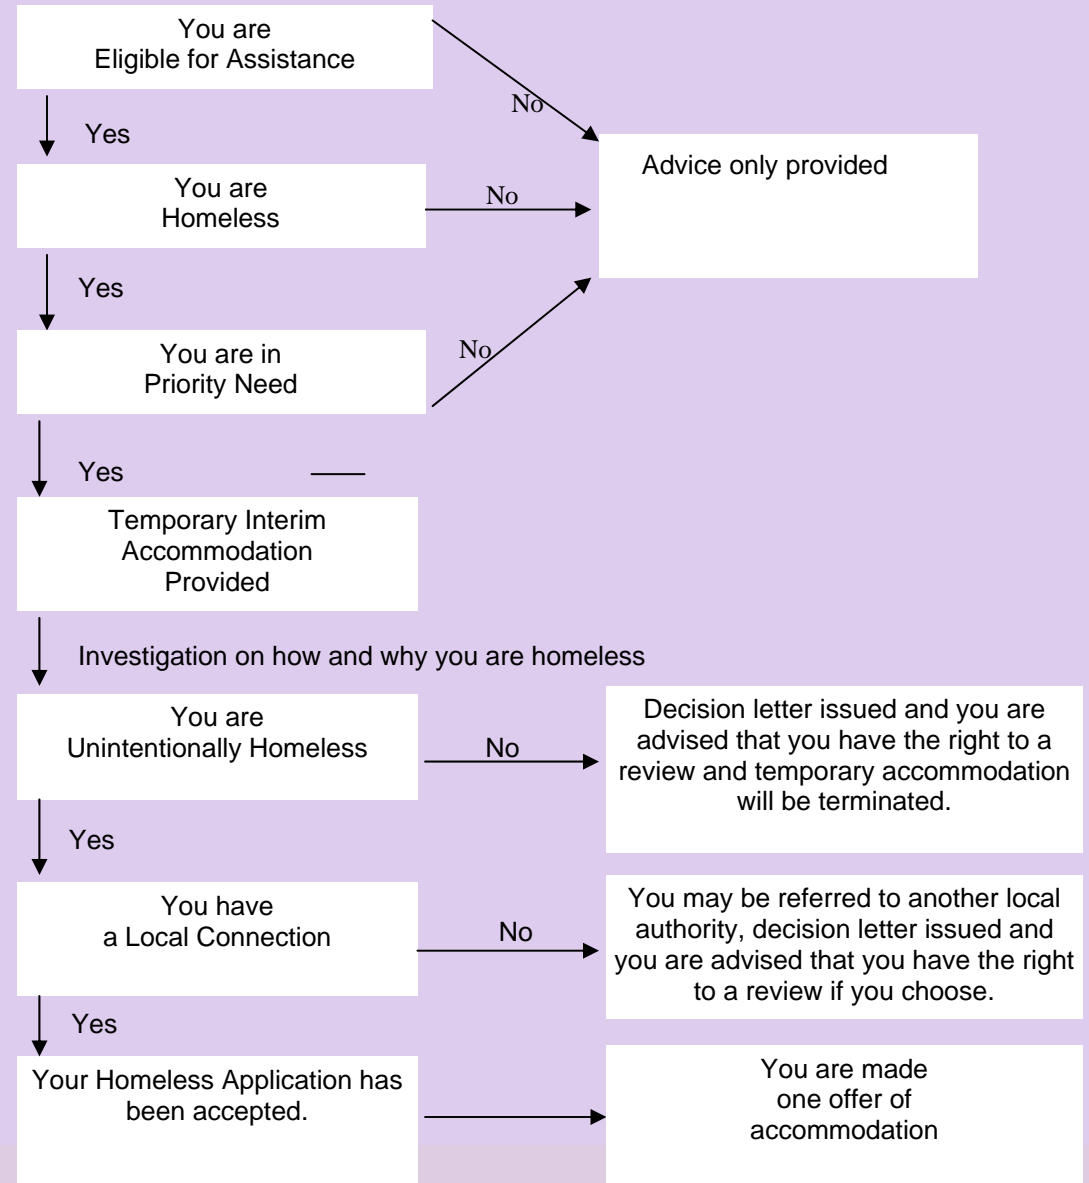 You are
Eligible for Assistance
No
Yes
Advice only provided
You are
Homeless
No
Yes
You are in
Priority Need
No
Yes
Temporary Interim
Accommodation
Provided
Investigation on how and why you are homeless
You are
Unintentionally Homeless
No
Decision letter issued and you are
advised that you have the right to a
review and temporary accommodation
will be terminated.
Yes
You have
a Local Connection
No
You may be referred to another local
authority, decision letter issued and
you are advised that you have the right
to a review if you choose.
Yes
Your Homeless Application has
been accepted.
You are made
one offer of
accommodation